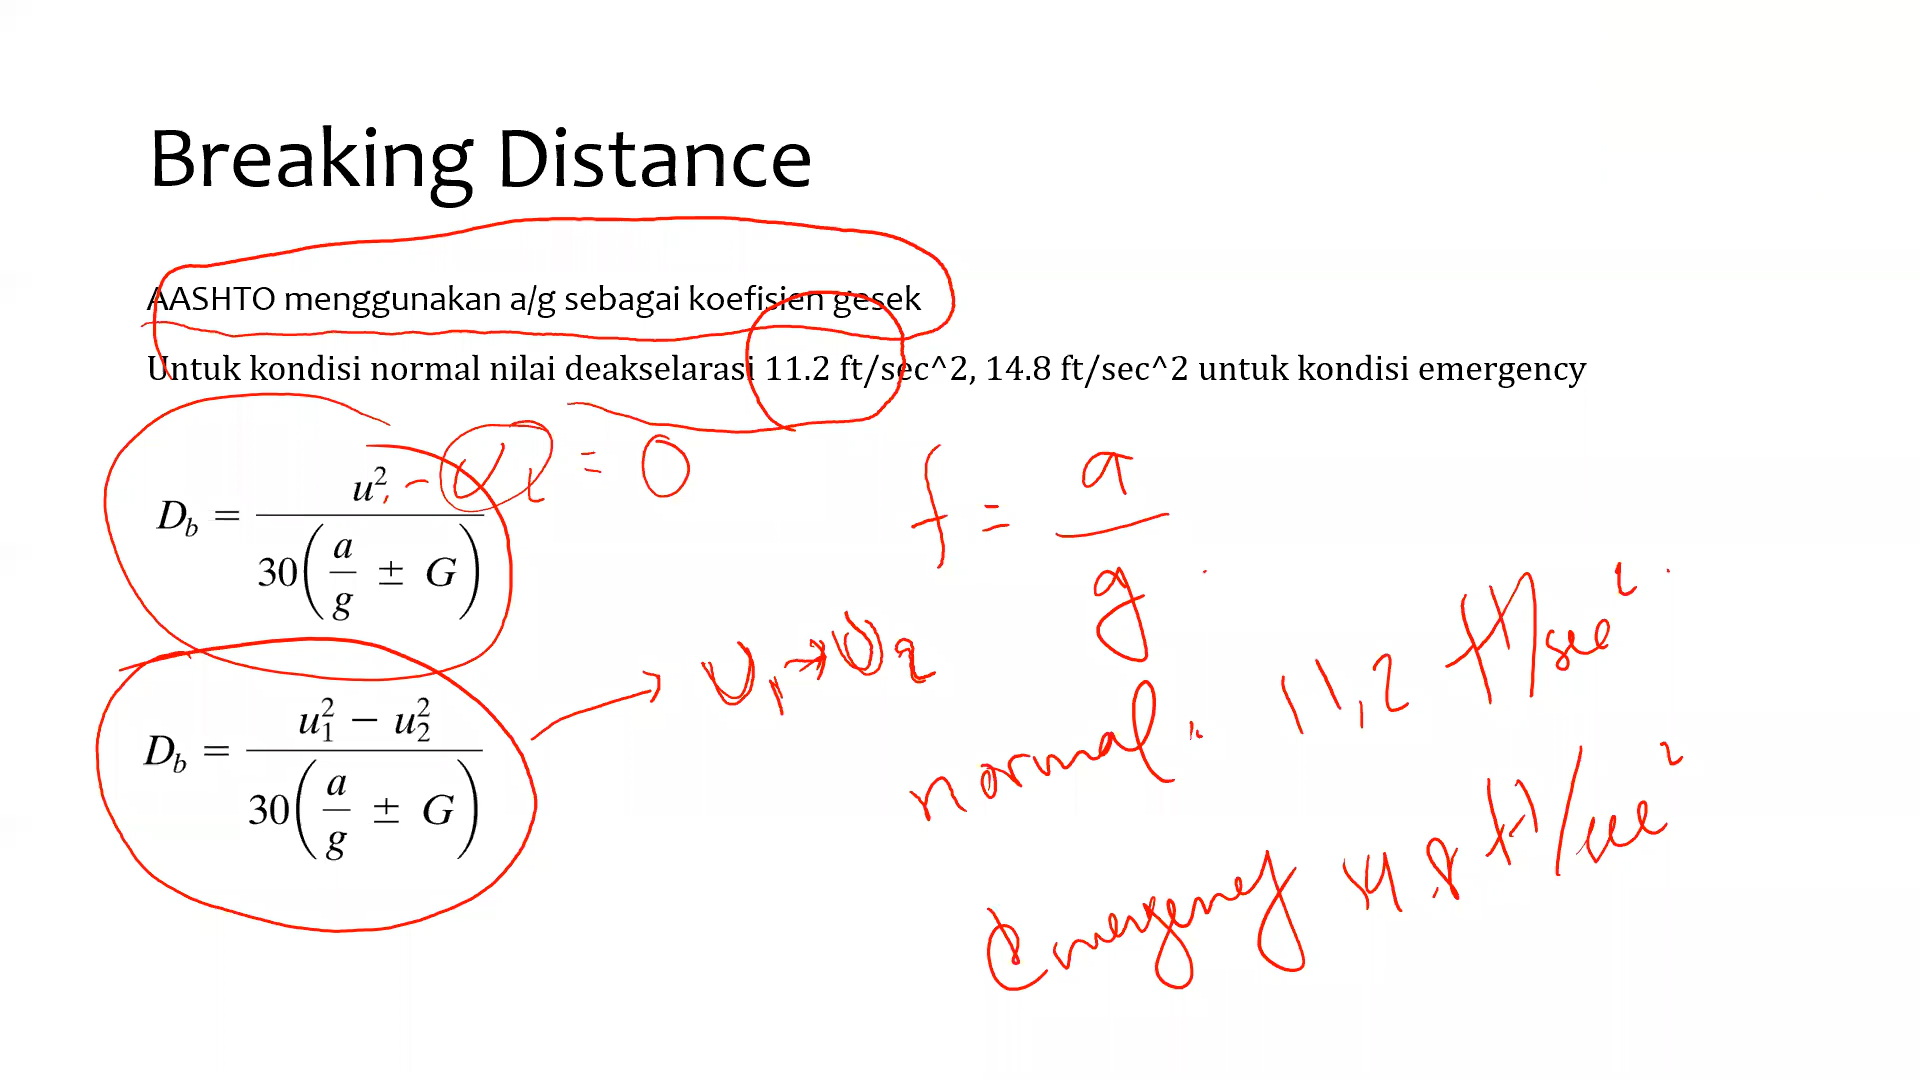 Breaking Distance
AASHTO menggunakan a/g sebagai koefisien gesek
Untuk kondisi normal nilai deakselarasi 11.2 ft/sec^2, 14.8 ft/sec^2 untuk kondisi emergency
D_b = u^2 / 30(a/g ± G)
= 0
f = a/g
D_b = u_1^2 − u_2^2 / 30(a/g ± G)
→ U_1 → U_2
normal : 11,2 ft/sec^2
Emergency 14.8 ft/sec^2